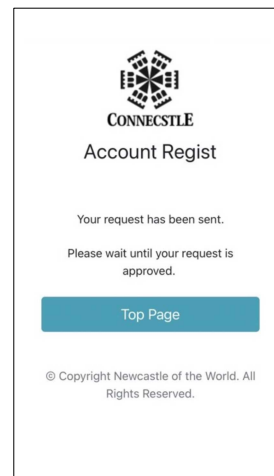 CONNECSTLE
Account Regist
Your request has been sent.
Please wait until your request is
approved.
Top Page
© Copyright Newcastle of the World. All
Rights Reserved.